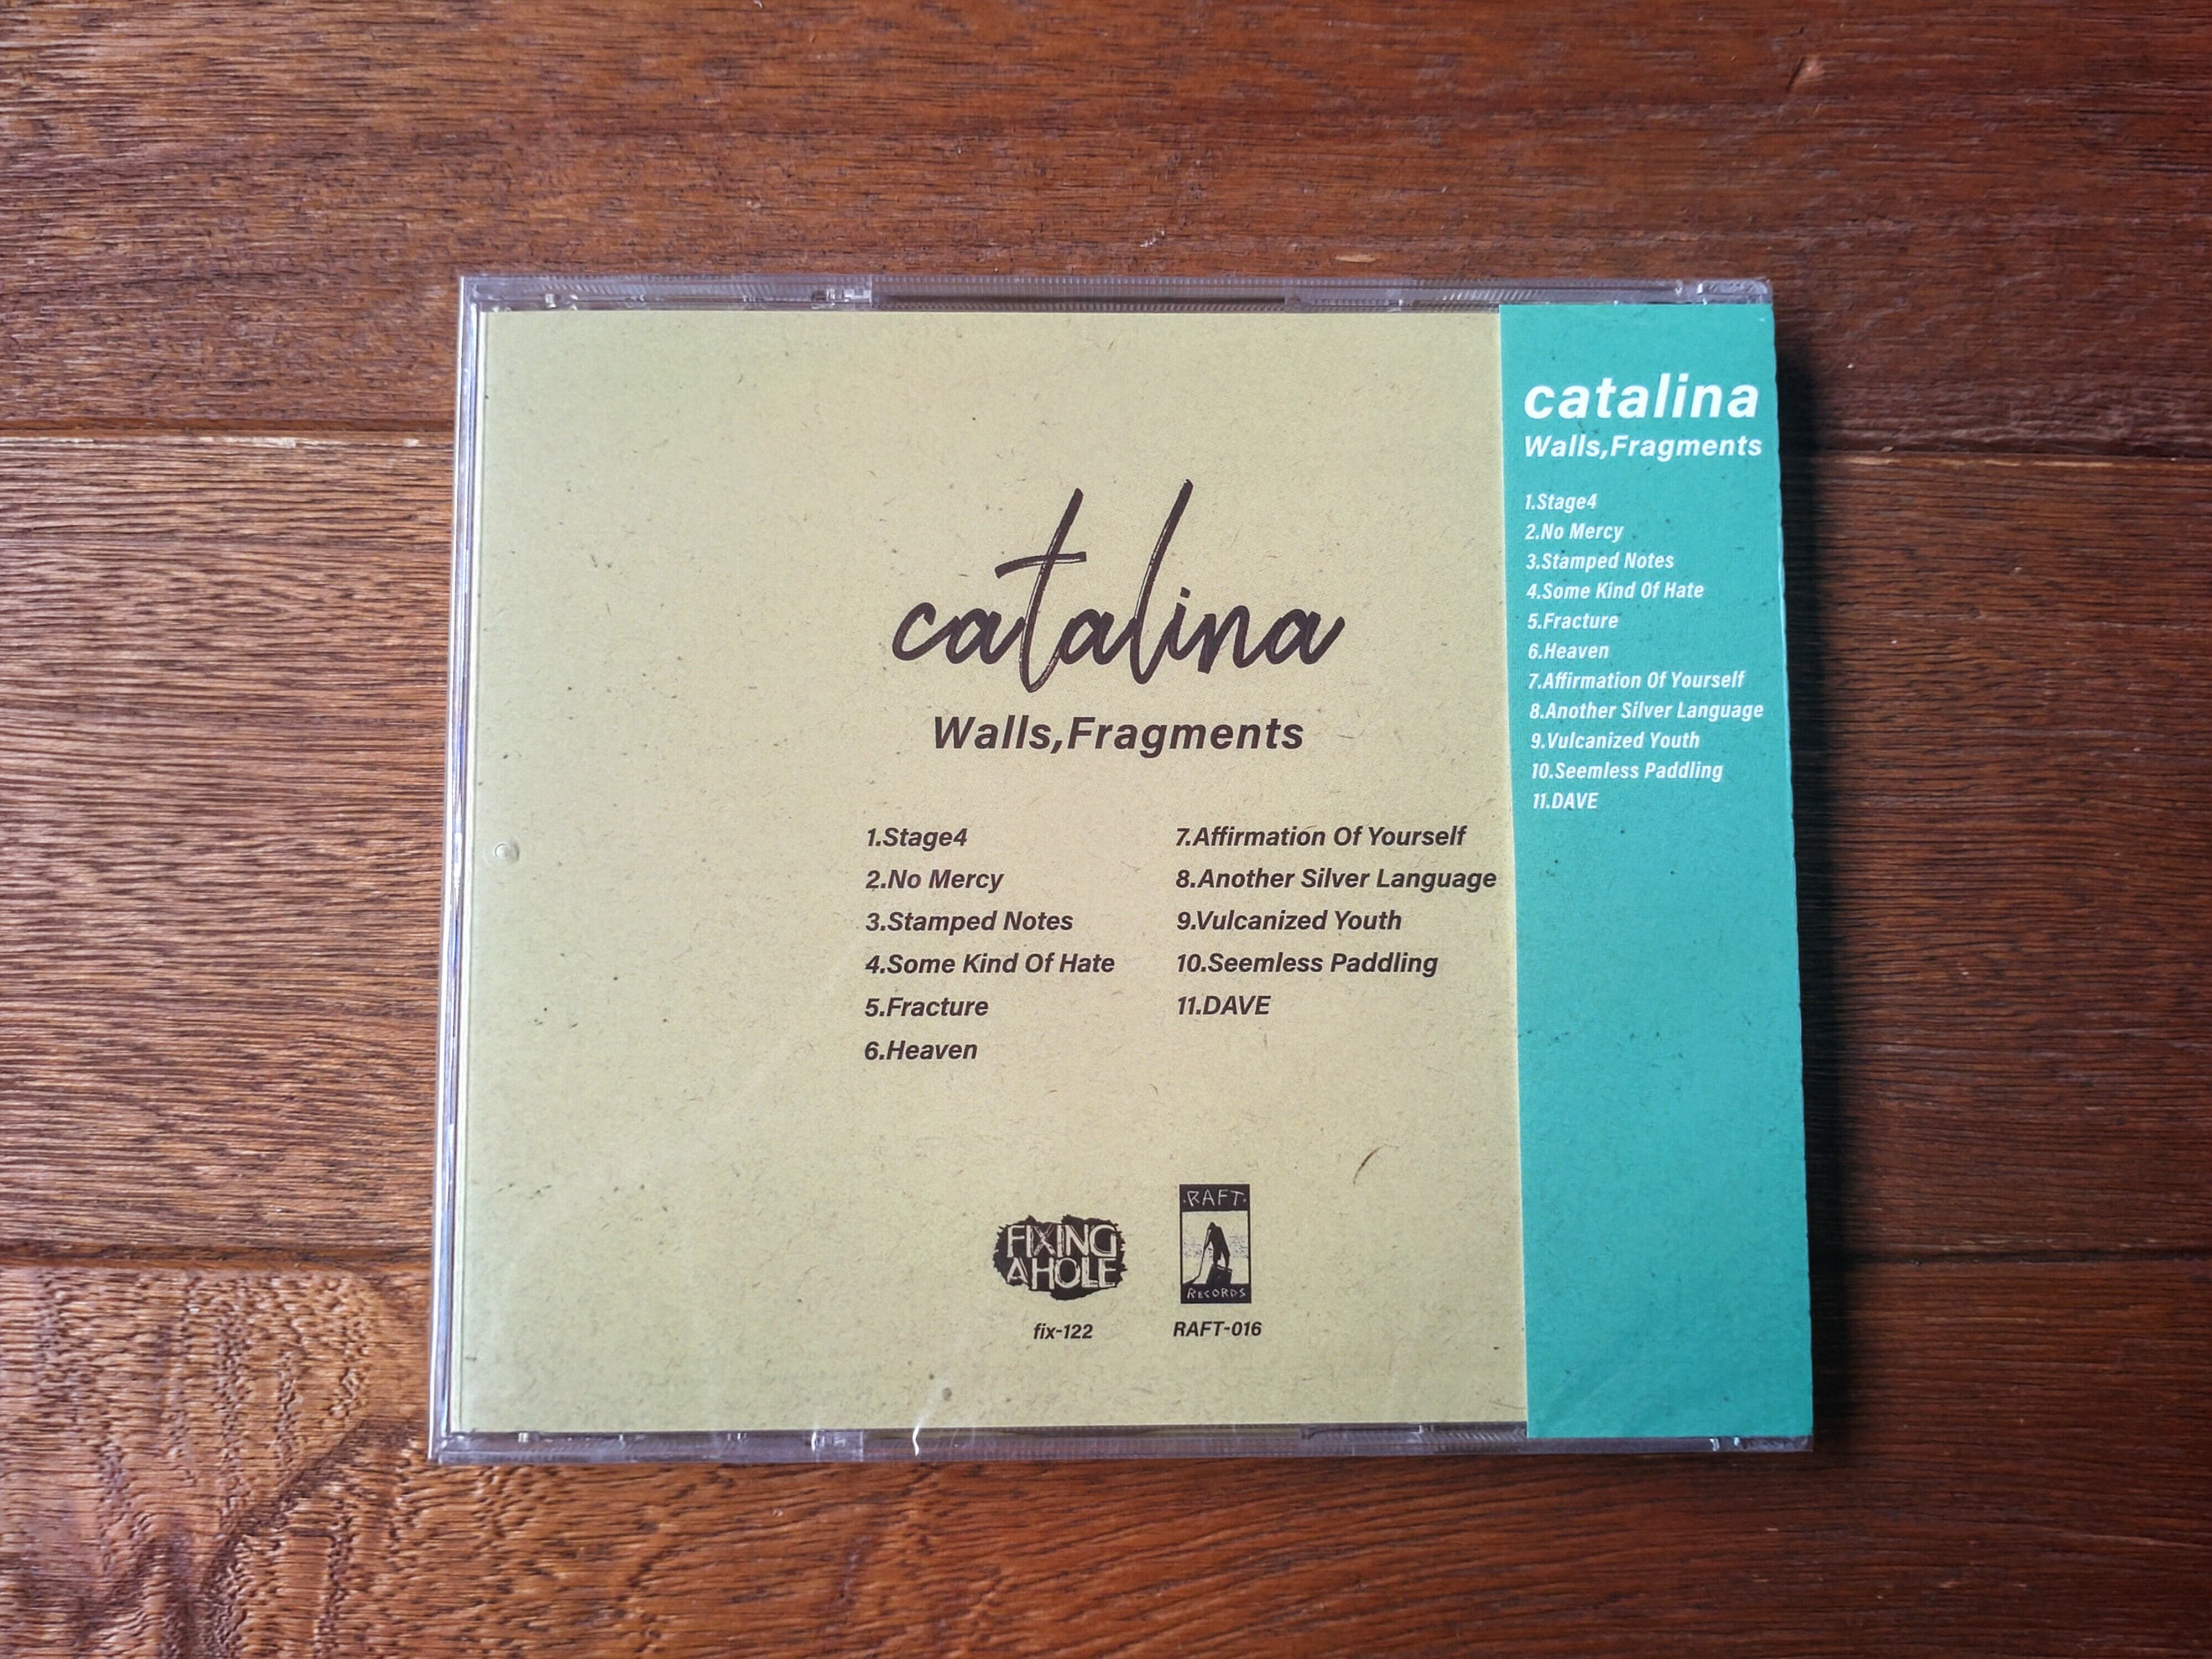 catalina
Walls,Fragments
1.Stage4
2.No Mercy
3.Stamped Notes
4.Some Kind Of Hate
5.Fracture
6.Heaven
7.Affirmation Of Yourself
8.Another Silver Language
9.Vulcanized Youth
10.Seemless Paddling
11.DAVE
FIXING
A HOLE
fix-122
RAFT
RECORDS
RAFT-016
catalina
Walls,Fragments
1.Stage4
2.No Mercy
3.Stamped Notes
4.Some Kind Of Hate
5.Fracture
6.Heaven
7.Affirmation Of Yourself
8.Another Silver Language
9.Vulcanized Youth
10.Seemless Paddling
11.DAVE